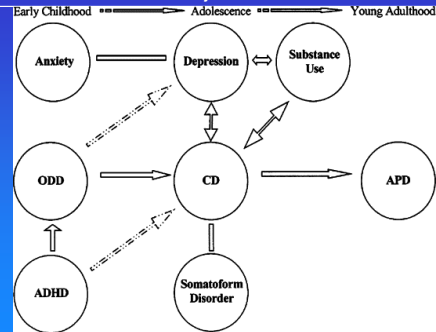 Early Childhood Adolescence Young Adulthood
Anxiety
Depression
Substance
Use
ODD
CD
APD
ADHD
Somatoform
Disorder